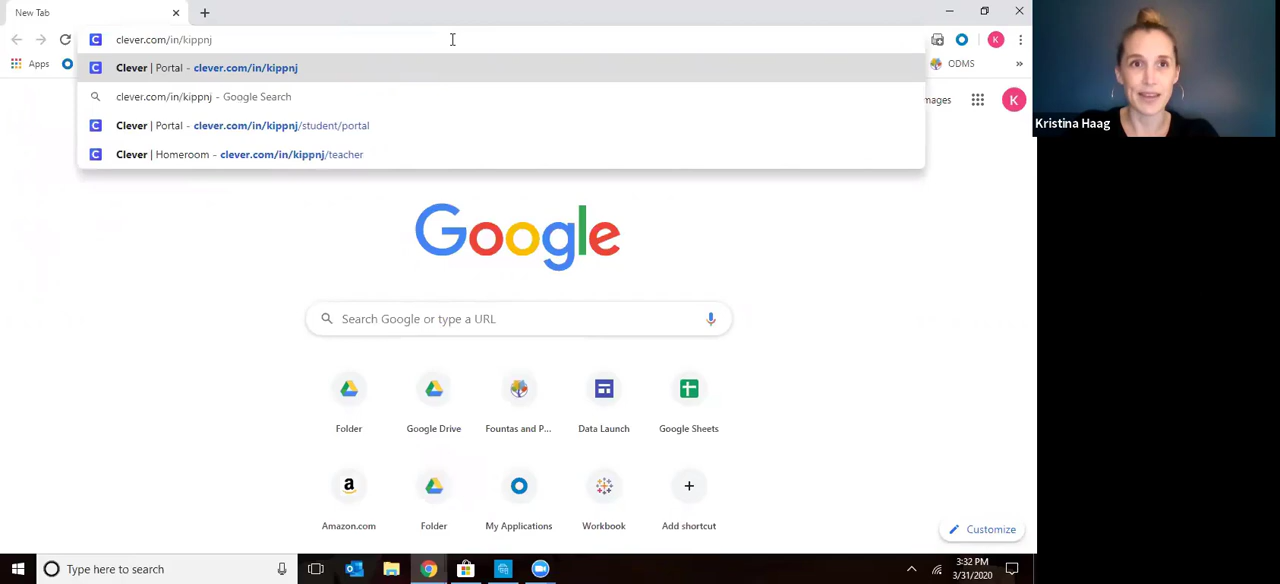 New Tab
clever.com/in/kippnj
Clever | Portal - clever.com/in/kippnj
clever.com/in/kippnj - Google Search
Clever | Portal - clever.com/in/kippnj/student/portal
Clever | Homeroom - clever.com/in/kippnj/teacher
Apps
K
ODMS
»
mages
K
Kristina Haag
Google
Search Google or type a URL
Folder
Google Drive
Fountas and P...
Data Launch
Google Sheets
Amazon.com
Folder
My Applications
Workbook
Add shortcut
Customize
Type here to search
3:32 PM
3/31/2020